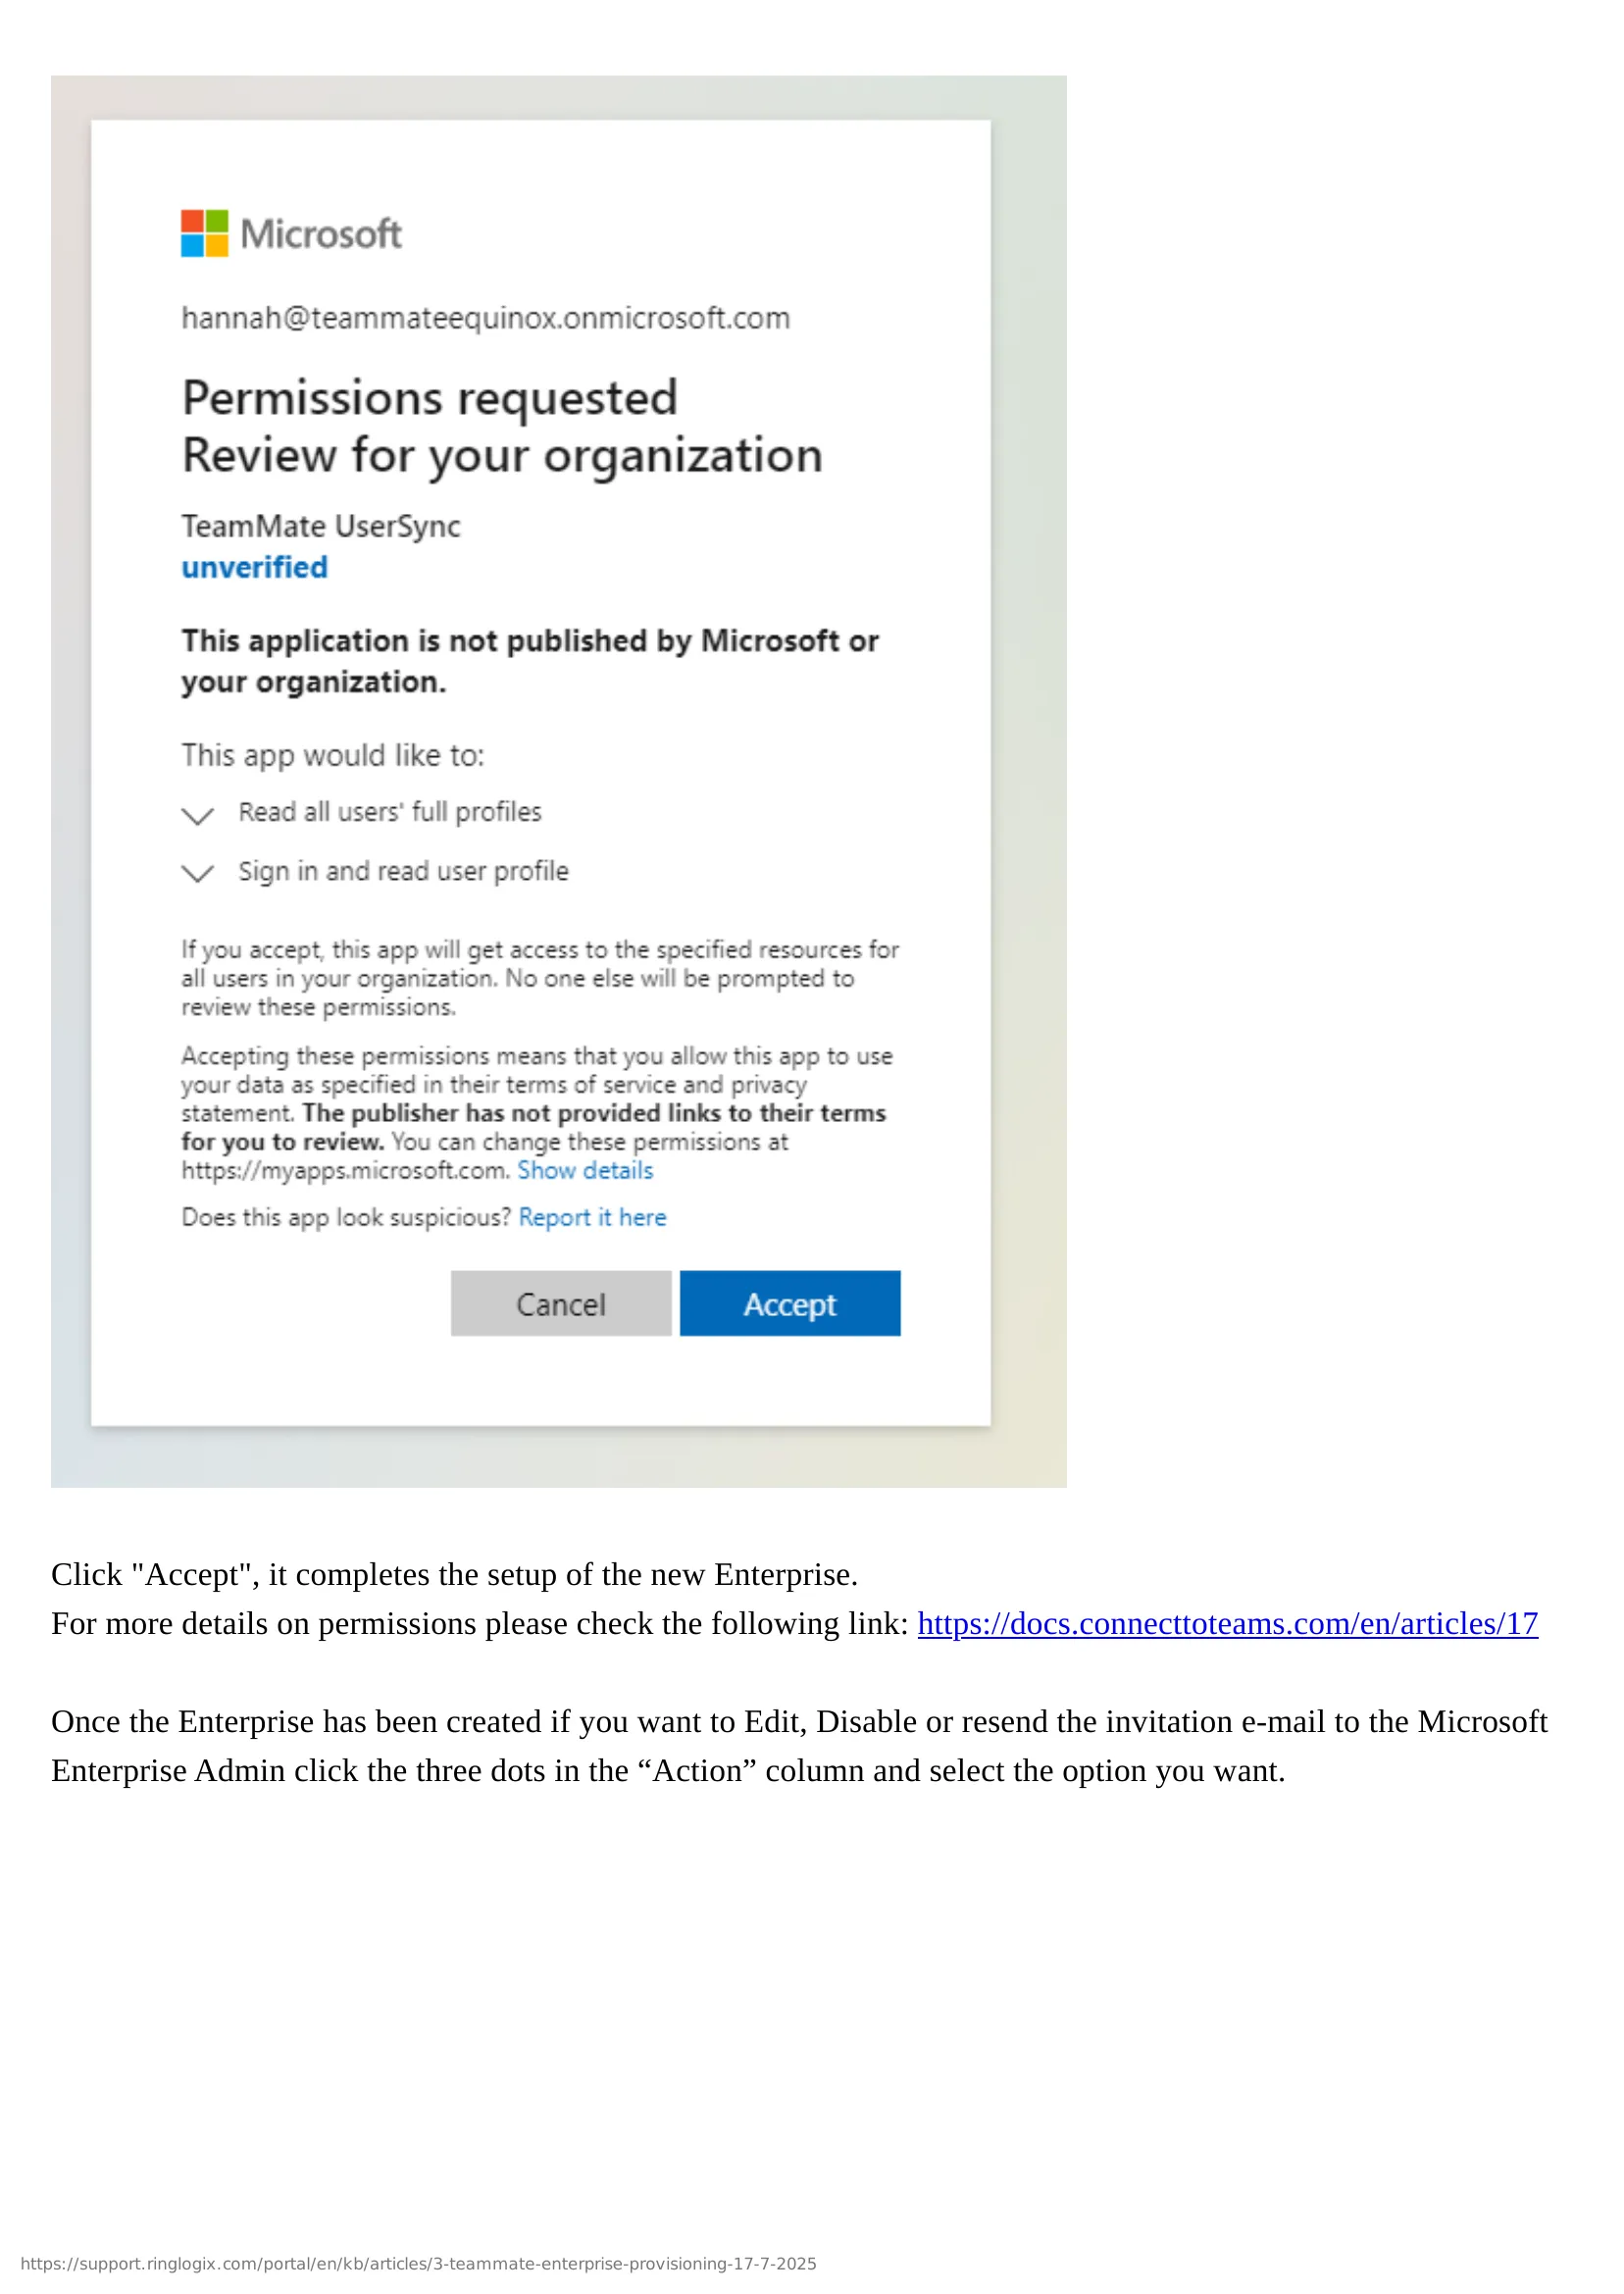 Microsoft
hannah@teammateequinox.onmicrosoft.com
Permissions requested
Review for your organization
TeamMate UserSync
unverified
This application is not published by Microsoft or
your organization.
This app would like to:
Read all users' full profiles
Sign in and read user profile
If you accept, this app will get access to the specified resources for
all users in your organization. No one else will be prompted to
review these permissions.
Accepting these permissions means that you allow this app to use
your data as specified in their terms of service and privacy
statement. The publisher has not provided links to their terms
for you to review. You can change these permissions at
https://myapps.microsoft.com. Show details
Does this app look suspicious? Report it here
Cancel Accept
Click "Accept", it completes the setup of the new Enterprise.
For more details on permissions please check the following link: https://docs.connecttoteams.com/en/articles/17
Once the Enterprise has been created if you want to Edit, Disable or resend the invitation e-mail to the Microsoft
Enterprise Admin click the three dots in the “Action” column and select the option you want.
https://support.ringlogix.com/portal/en/kb/articles/3-teammate-enterprise-provisioning-17-7-2025